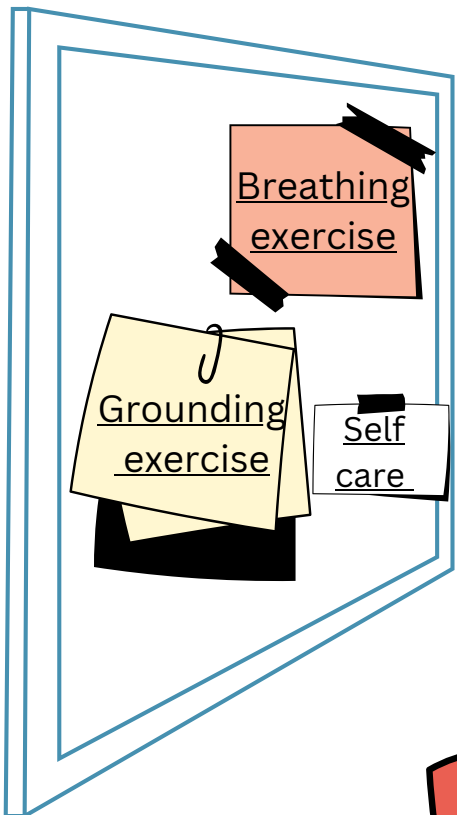 Breathing
exercise
Grounding
exercise
Self
care